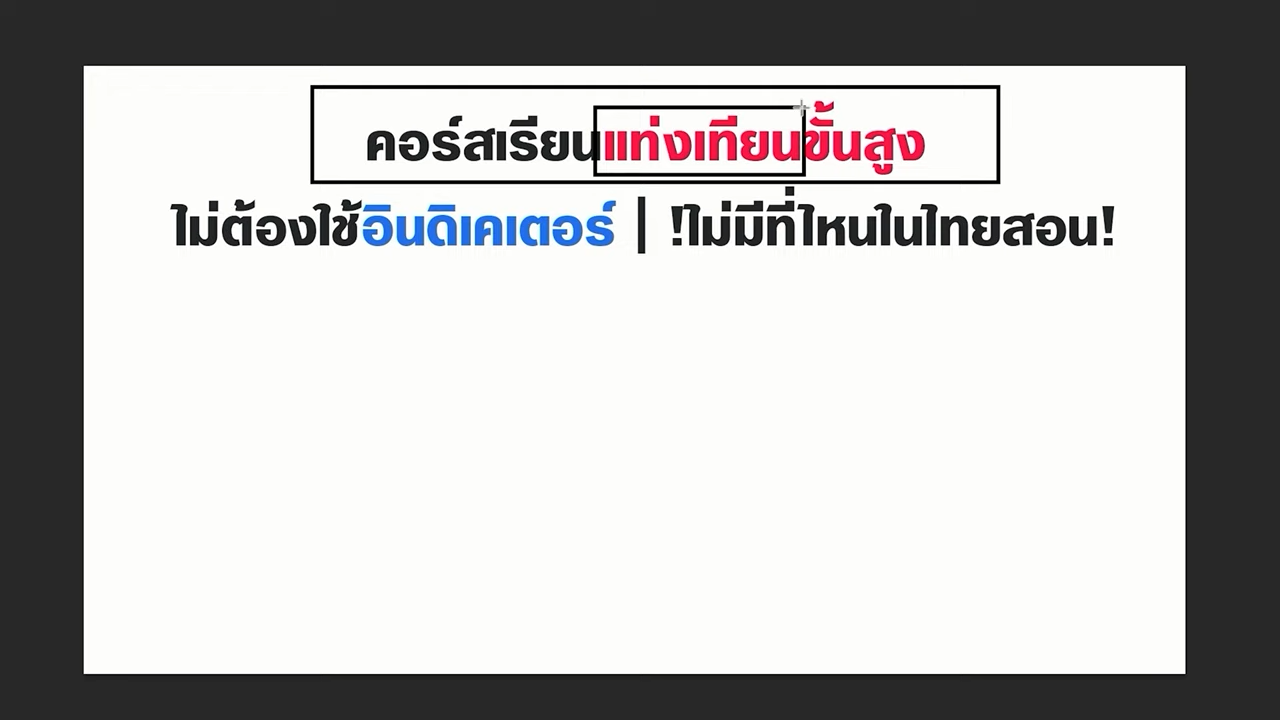 คอร์สเรียนแท่งเทียนขั้นสูง
ไม่ต้องใช้อินดิเคเตอร์ | !ไม่มีที่ไหนในไทยสอน!